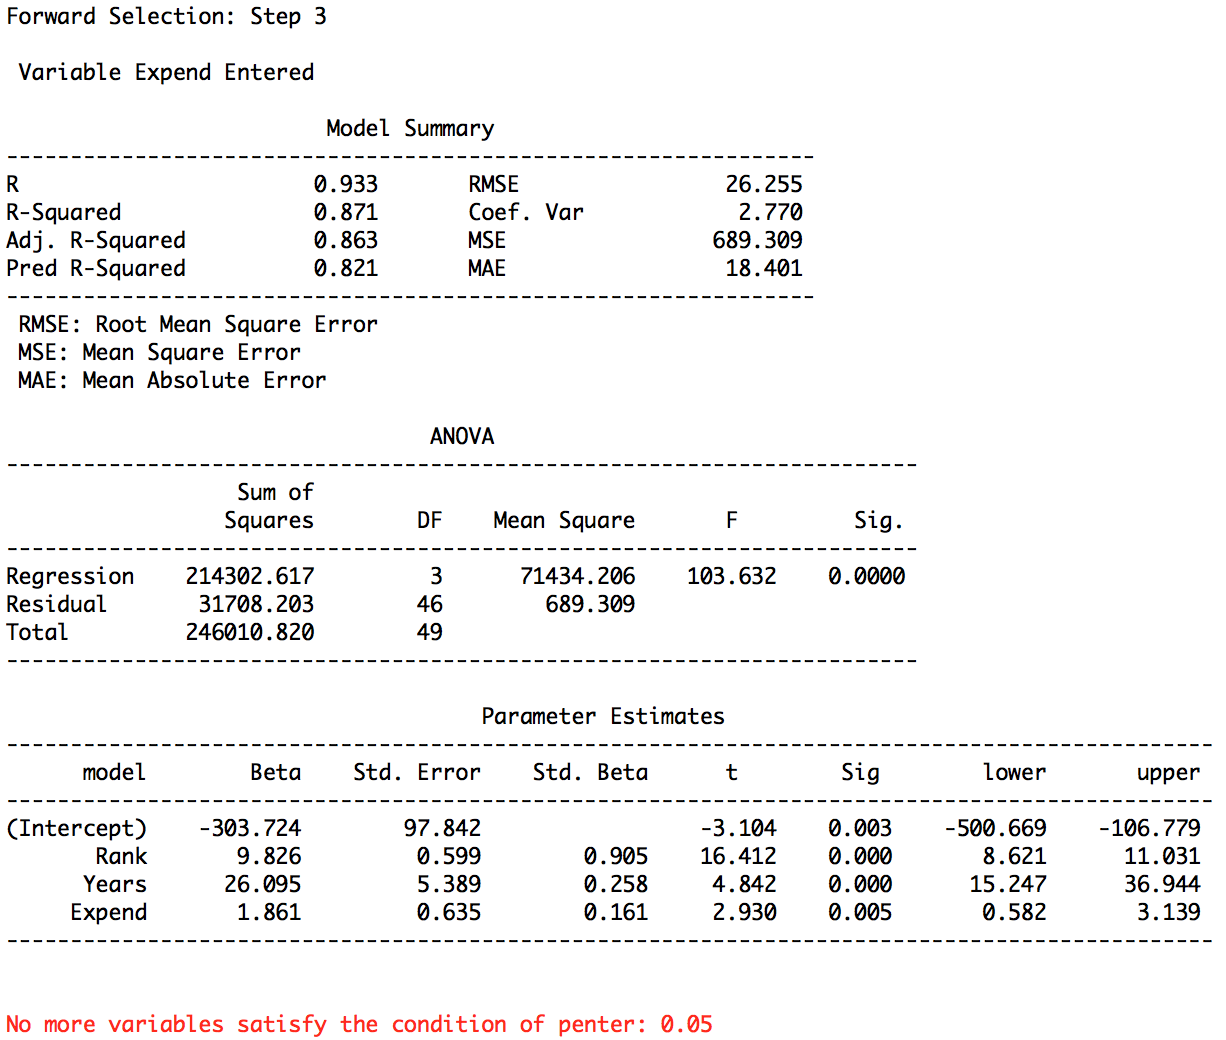 Forward Selection: Step 3
Variable Expend Entered
Model Summary
-----------------------------------------------------------------
R                       0.933       RMSE                26.255
R-Squared               0.871       Coef. Var            2.770
Adj. R-Squared          0.863       MSE                689.309
Pred R-Squared          0.821       MAE                 18.401
-----------------------------------------------------------------
RMSE: Root Mean Square Error
MSE: Mean Square Error
MAE: Mean Absolute Error
ANOVA
-----------------------------------------------------------------------
Sum of
Squares        DF    Mean Square       F         Sig.
-----------------------------------------------------------------------
Regression    214302.617         3      71434.206    103.632    0.0000
Residual       31708.203        46        689.309
Total         246010.820        49
-----------------------------------------------------------------------
Parameter Estimates
----------------------------------------------------------------------------------------------
model        Beta    Std. Error    Std. Beta      t        Sig        lower       upper
----------------------------------------------------------------------------------------------
(Intercept)    -303.724        97.842                 -3.104    0.003    -500.669    -106.779
Rank       9.826         0.599        0.905    16.412    0.000       8.621      11.031
Years      26.095         5.389        0.258     4.842    0.000      15.247      36.944
Expend       1.861         0.635        0.161     2.930    0.005       0.582       3.139
----------------------------------------------------------------------------------------------
No more variables satisfy the condition of penter: 0.05